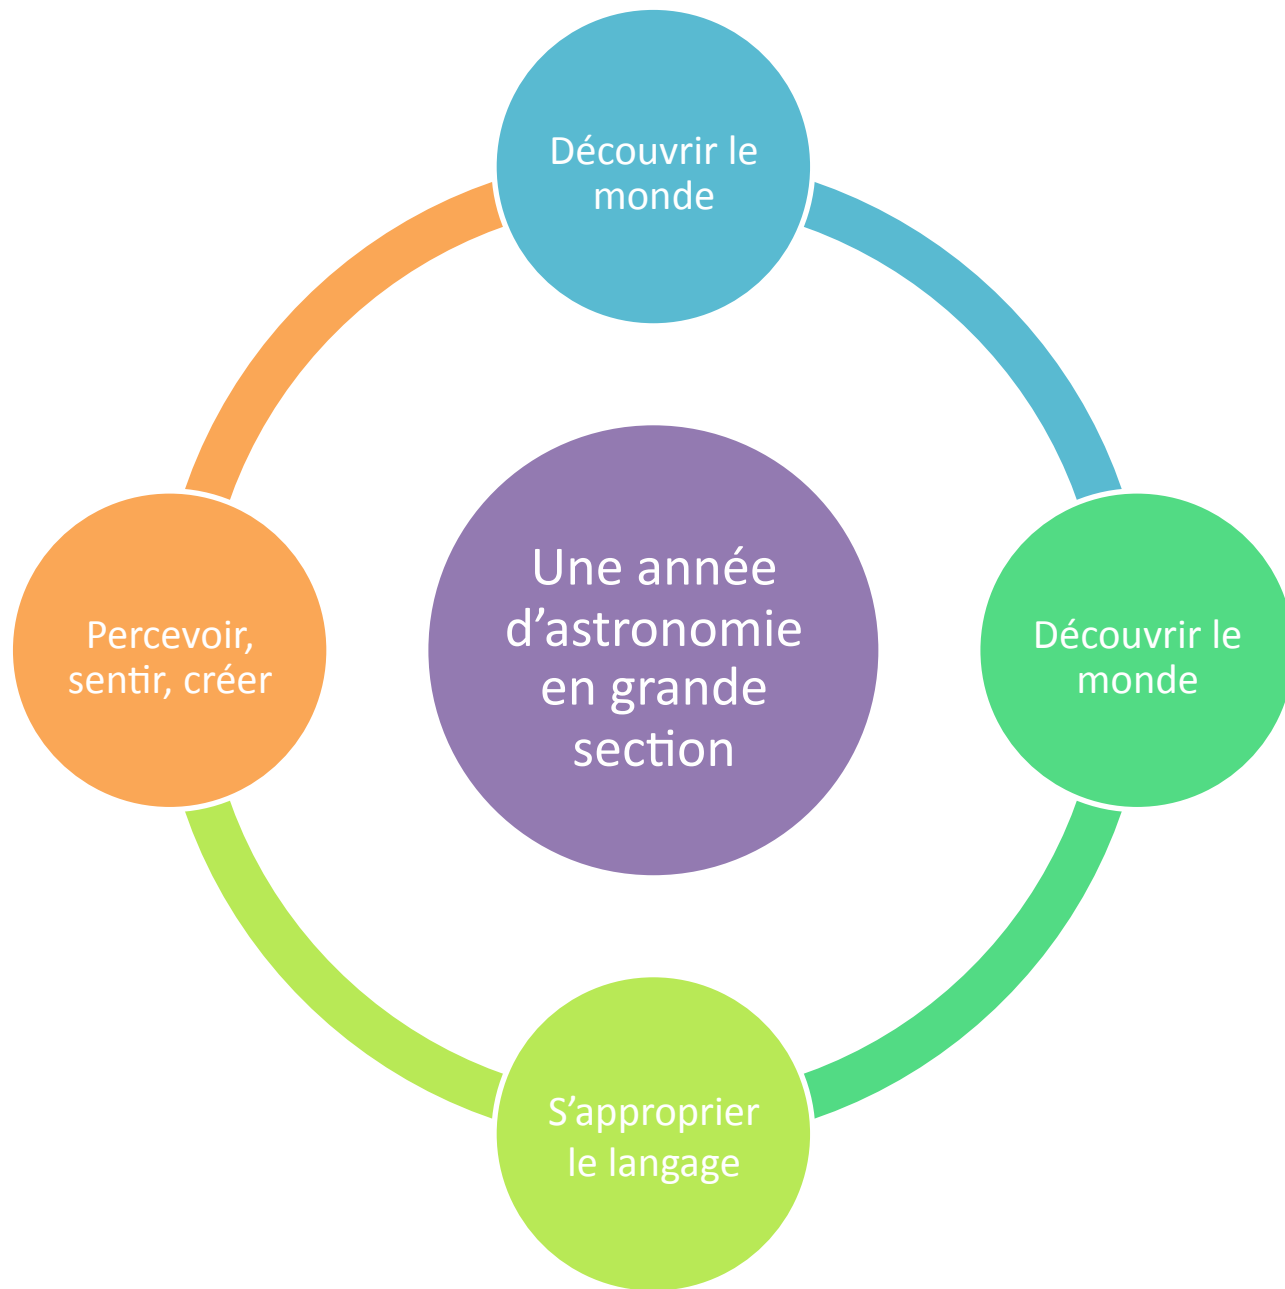 Découvrir le
monde
Percevoir,
sentir, créer
Une année
d’astronomie
en grande
section
Découvrir le
monde
S’approprier
le langage